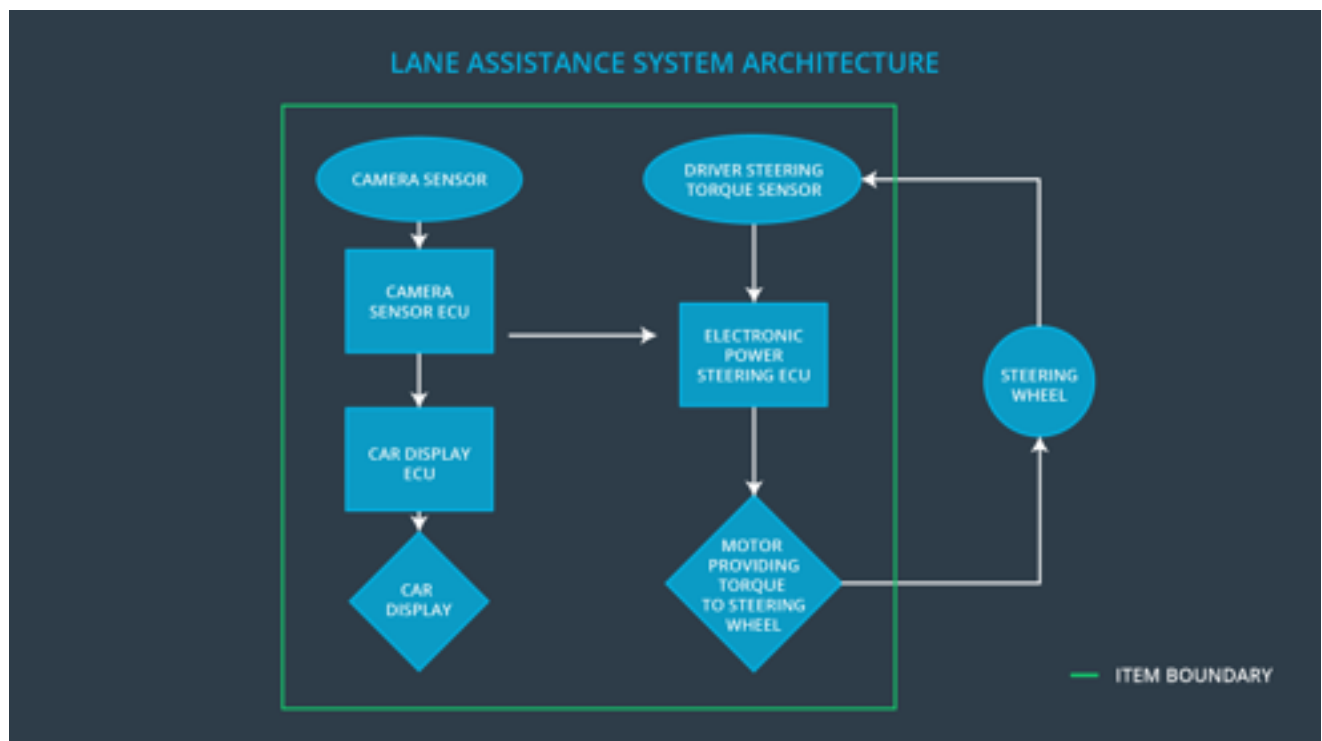 LANE ASSISTANCE SYSTEM ARCHITECTURE
CAMERA SENSOR
CAMERA
SENSOR ECU
CAR DISPLAY
ECU
CAR
DISPLAY
DRIVER STEERING
TORQUE SENSOR
ELECTRONIC
POWER
STEERING ECU
MOTOR
PROVIDING
TORQUE
TO STEERING
WHEEL
STEERING
WHEEL
ITEM BOUNDARY